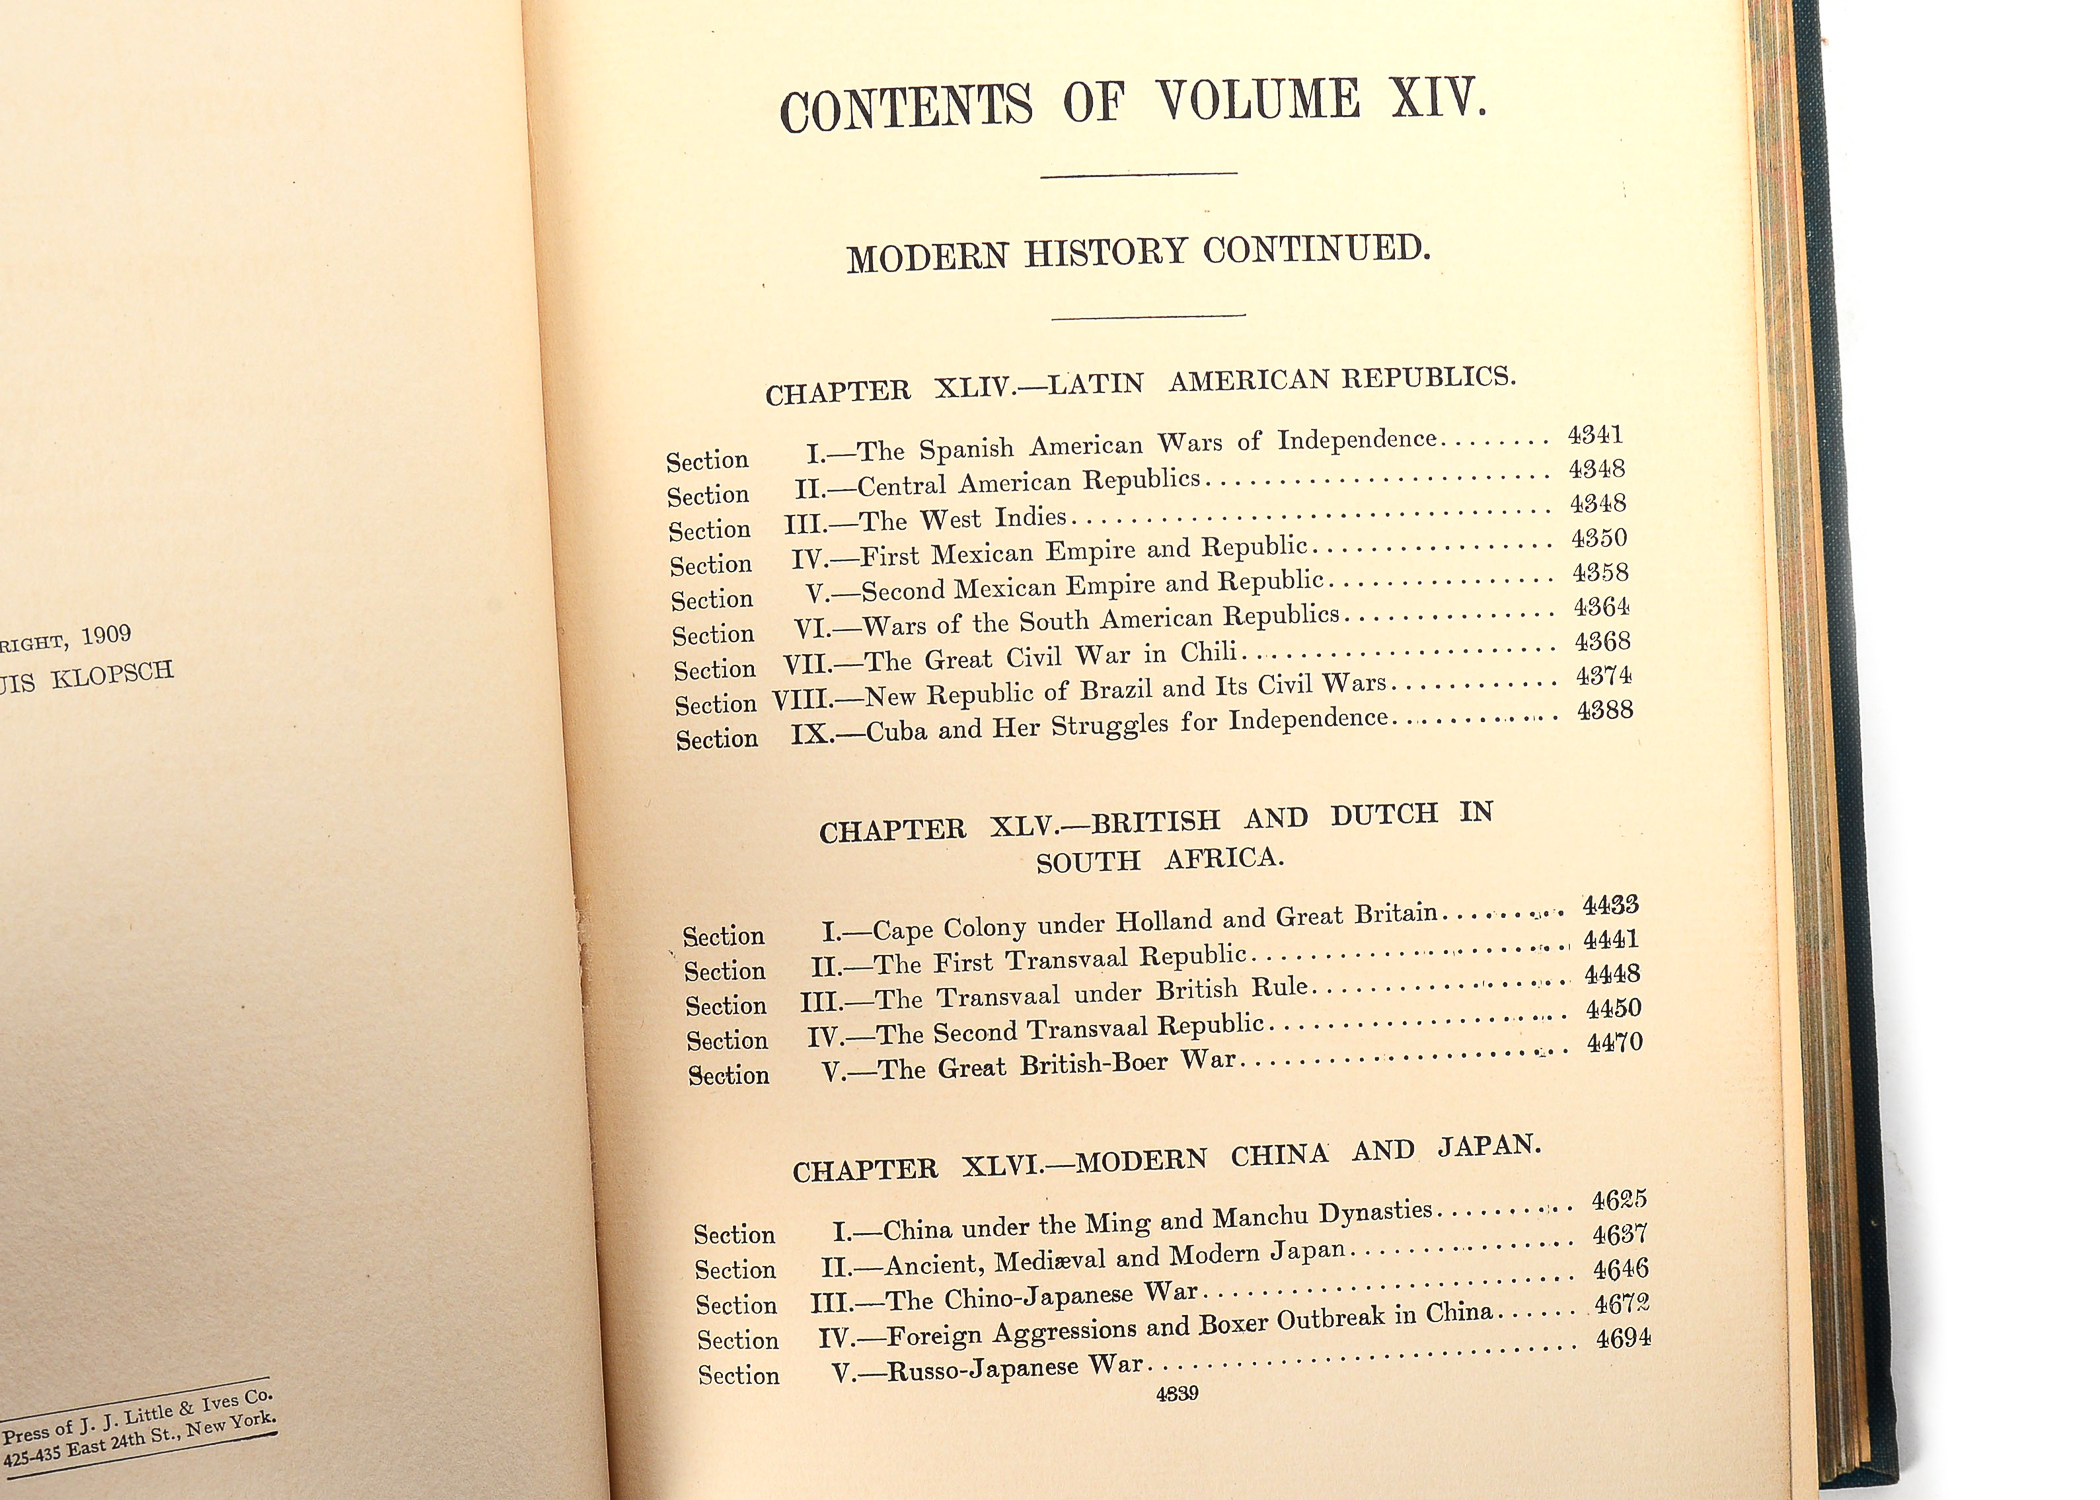 RIGHT, 1909
KLOPSCH
Press of J. J. Little & Ives Co.
425-435 East 24th St., New York.
CONTENTS OF VOLUME XIV.
MODERN HISTORY CONTINUED.
CHAPTER XLIV.—LATIN AMERICAN REPUBLICS.
Section I.—The Spanish American Wars of Independence........ 4341
Section II.—Central American Republics........................ 4348
Section III.—The West Indies................................. 4348
Section IV.—First Mexican Empire and Republic................. 4350
Section V.—Second Mexican Empire and Republic................ 4358
Section VI.—Wars of the South American Republics............... 4364
Section VII.—The Great Civil War in Chili...................... 4368
Section VIII.—New Republic of Brazil and Its Civil Wars............ 4374
Section IX.—Cuba and Her Struggles for Independence............ 4388
CHAPTER XLV.—BRITISH AND DUTCH IN
SOUTH AFRICA.
Section I.—Cape Colony under Holland and Great Britain......... 4433
Section II.—The First Transvaal Republic...................... 4441
Section III.—The Transvaal under British Rule.................. 4448
Section IV.—The Second Transvaal Republic..................... 4450
Section V.—The Great British-Boer War....................... 4470
CHAPTER XLVI.—MODERN CHINA AND JAPAN.
Section I.—China under the Ming and Manchu Dynasties.......... 4625
Section II.—Ancient, Mediæval and Modern Japan................ 4637
Section III.—The Chino-Japanese War.......................... 4646
Section IV.—Foreign Aggressions and Boxer Outbreak in China....... 4672
Section V.—Russo-Japanese War.............................. 4694
4339